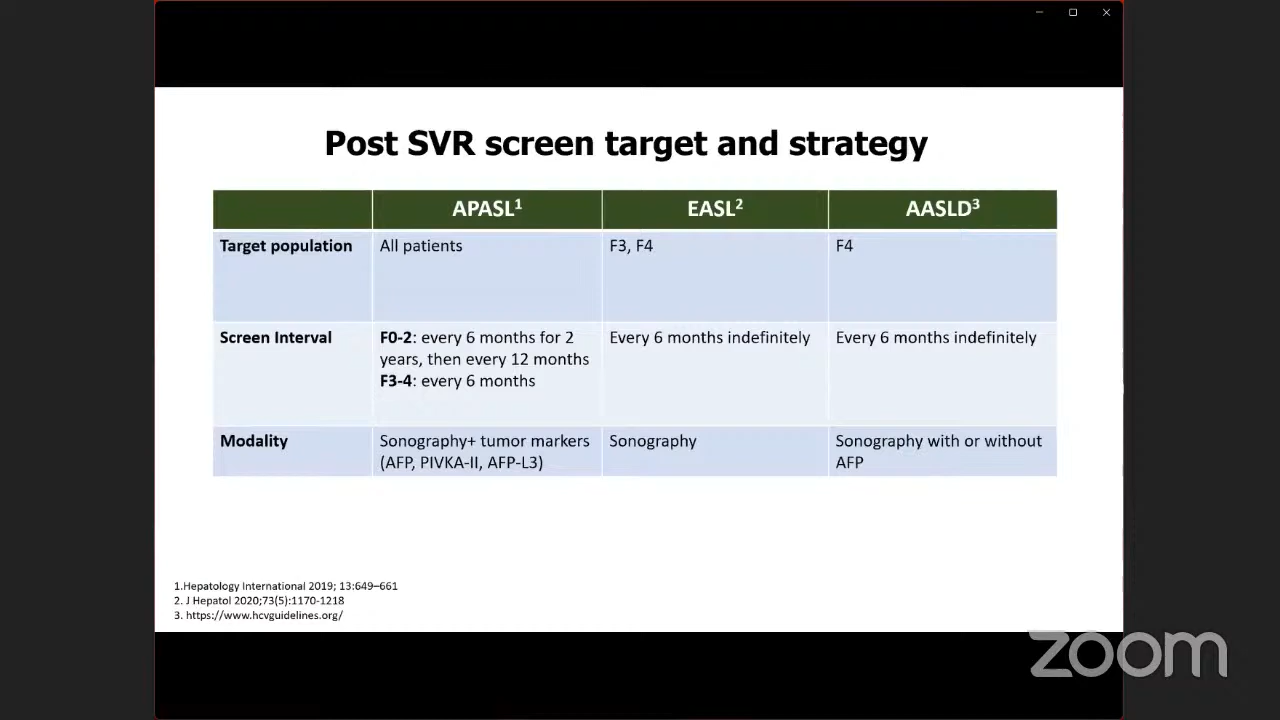 Post SVR screen target and strategy
APASL1
EASL2
AASLD3
Target population
All patients
F3, F4
F4
Screen Interval
F0-2: every 6 months for 2
years, then every 12 months
F3-4: every 6 months
Every 6 months indefinitely
Every 6 months indefinitely
Modality
Sonography+ tumor markers
(AFP, PIVKA-II, AFP-L3)
Sonography
Sonography with or without
AFP
1.Hepatology International 2019; 13:649–661
2. J Hepatol 2020;73(5):1170-1218
3. https://www.hcvguidelines.org/
zoom